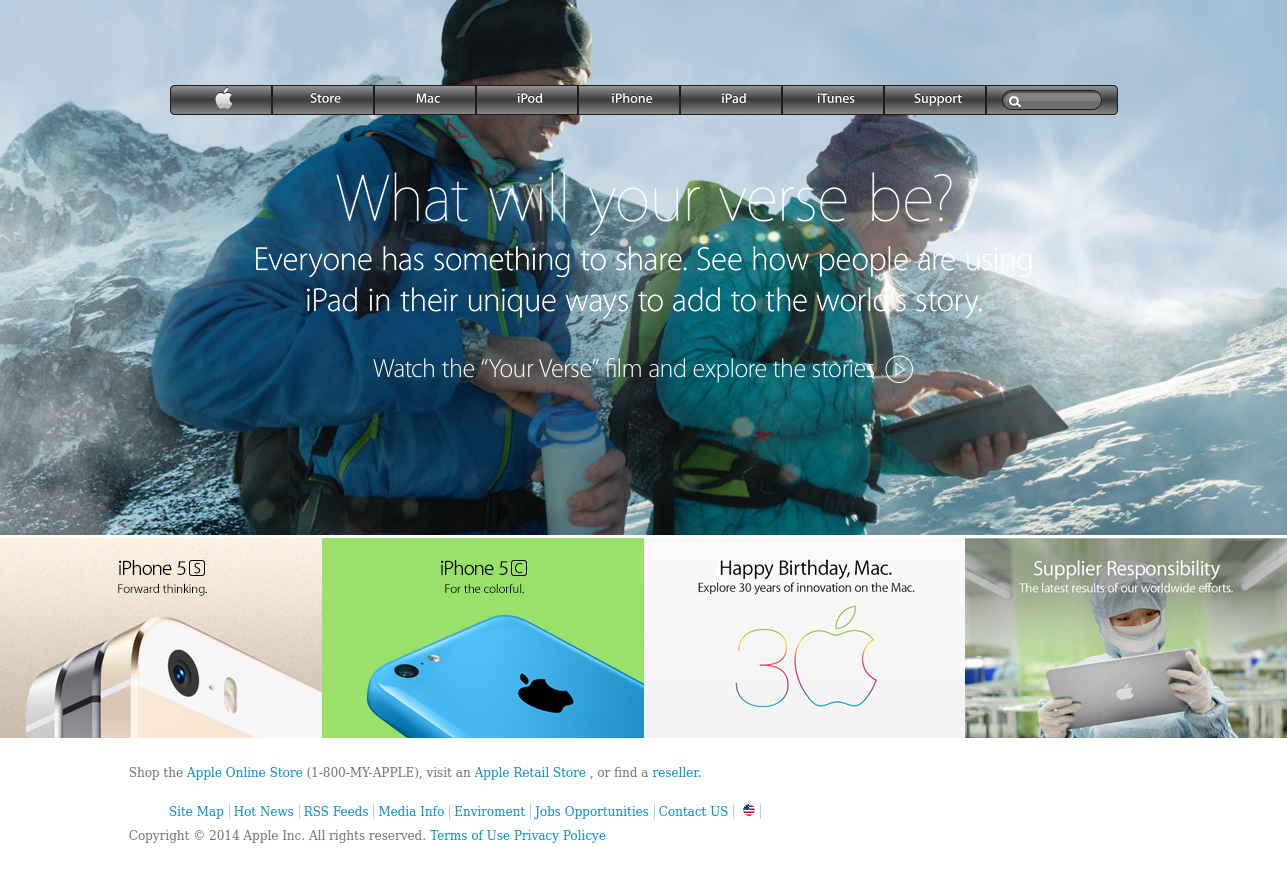 Store Mac iPod iPhone iPad iTunes Support
What will your verse be?
Everyone has something to share. See how people are using
iPad in their unique ways to add to the world's story.
Watch the “Your Verse” film and explore the stories
iPhone 5S
Forward thinking.
iPhone 5C
For the colorful.
Happy Birthday, Mac.
Explore 30 years of innovation on the Mac.
30
Supplier Responsibility
The latest results of our worldwide efforts.
Shop the Apple Online Store (1-800-MY-APPLE), visit an Apple Retail Store , or find a reseller.
Site Map Hot News RSS Feeds Media Info Enviroment Jobs Opportunities Contact US
Copyright © 2014 Apple Inc. All rights reserved. Terms of Use Privacy Policye